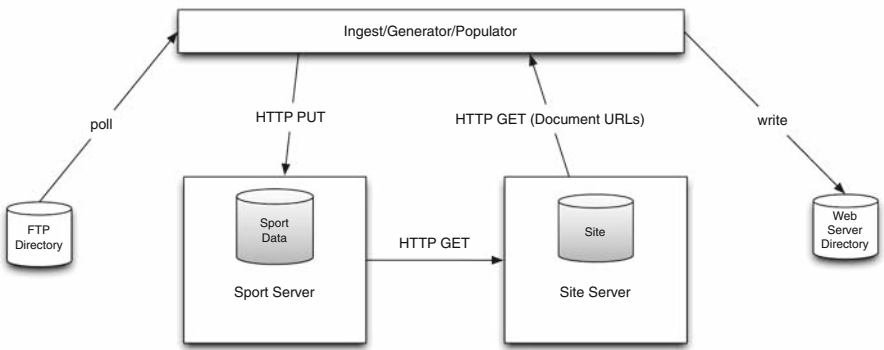 Ingest/Generator/Populator
poll
HTTP PUT
HTTP GET (Document URLs)
write
FTP
Directory
Sport
Data
Sport Server
HTTP GET
Site
Site Server
Web
Server
Directory